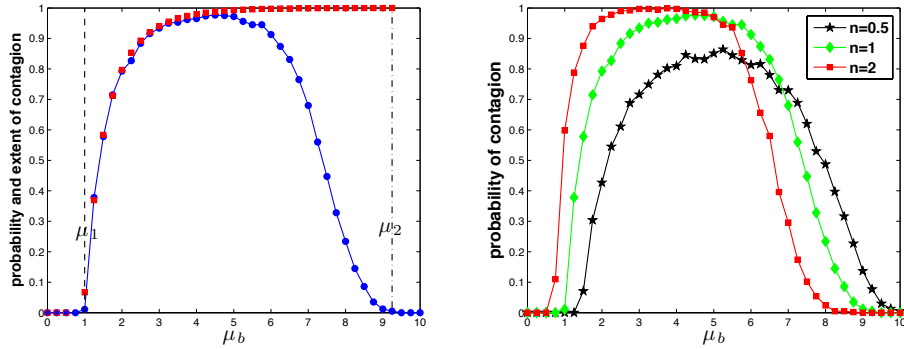 probability and extent of contagion
1
0.9
0.8
0.7
0.6
0.5
0.4
0.3
0.2
0.1
0
μ1
μ2
0 1 2 3 4 5 6 7 8 9 10
μb
probability of contagion
1
0.9
0.8
0.7
0.6
0.5
0.4
0.3
0.2
0.1
0
n=0.5
n=1
n=2
0 1 2 3 4 5 6 7 8 9 10
μb